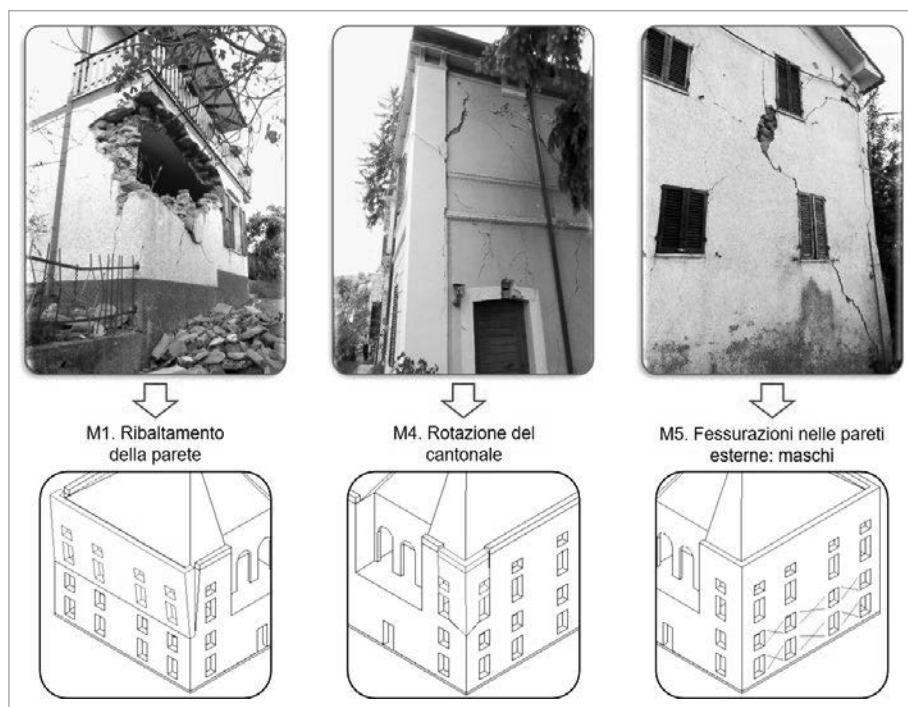 M1. Ribaltamento
della parete
M4. Rotazione del
cantonale
M5. Fessurazioni nelle pareti
esterne: maschi